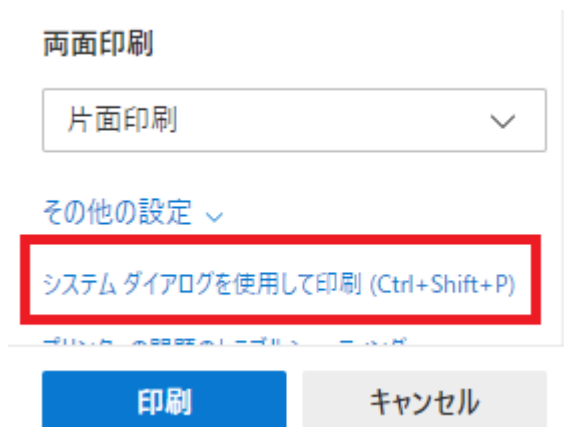 両面印刷
片面印刷
その他の設定
システム ダイアログを使用して印刷 (Ctrl+Shift+P)
印刷
キャンセル